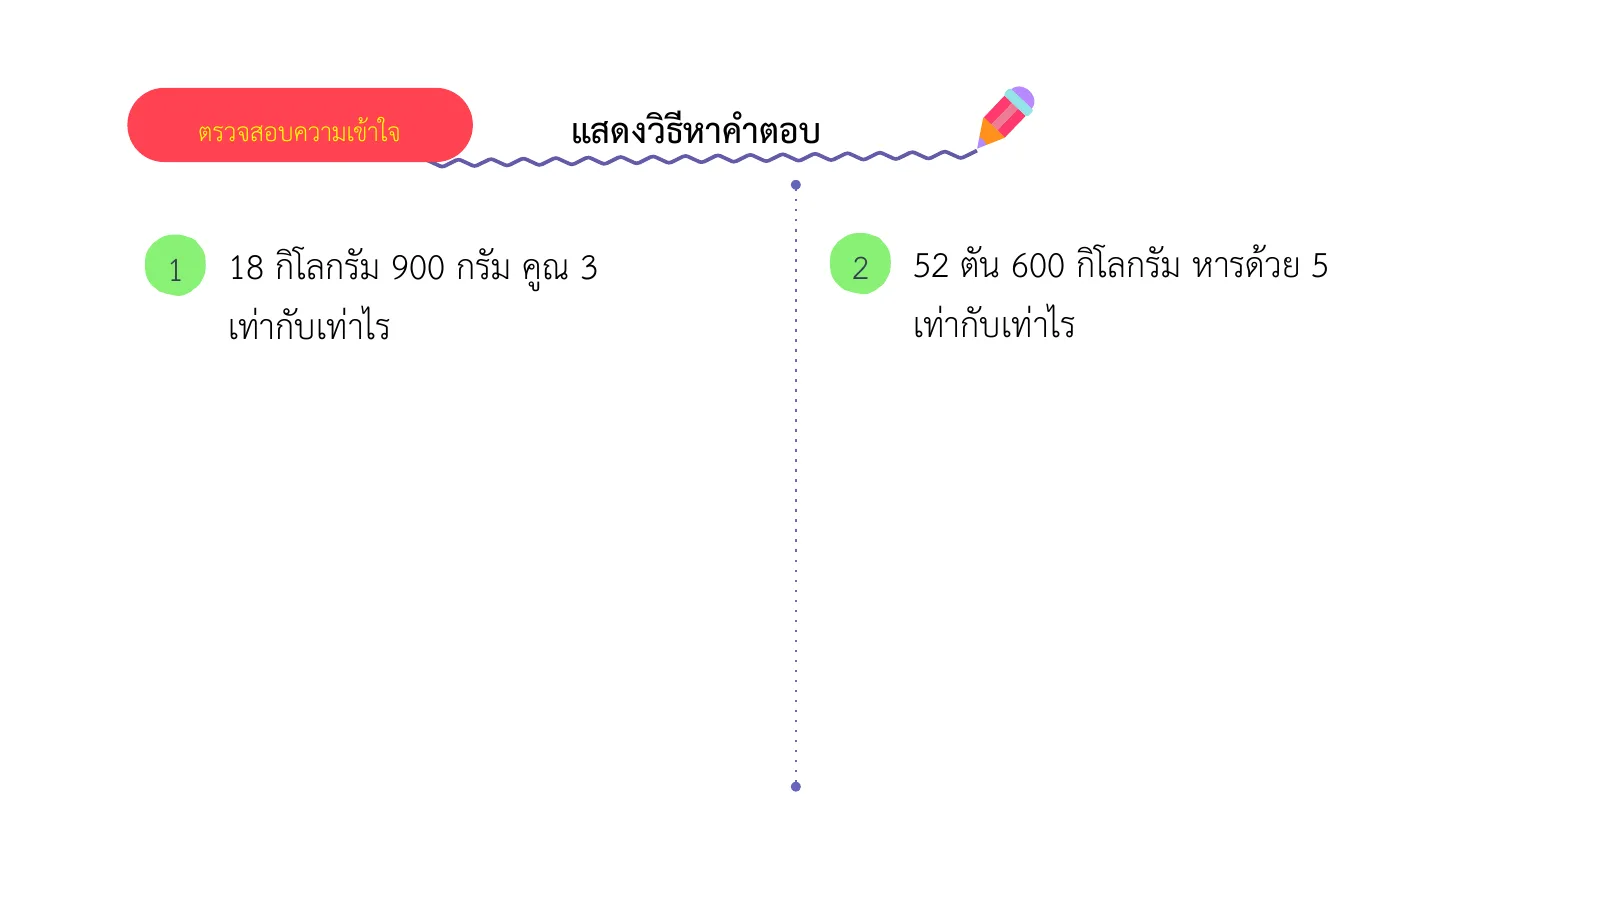 ตรวจสอบความเข้าใจ
แสดงวิธีหาคำตอบ
1
18 กิโลกรัม 900 กรัม คูณ 3
เท่ากับเท่าไร
2
52 ตัน 600 กิโลกรัม หารด้วย 5
เท่ากับเท่าไร